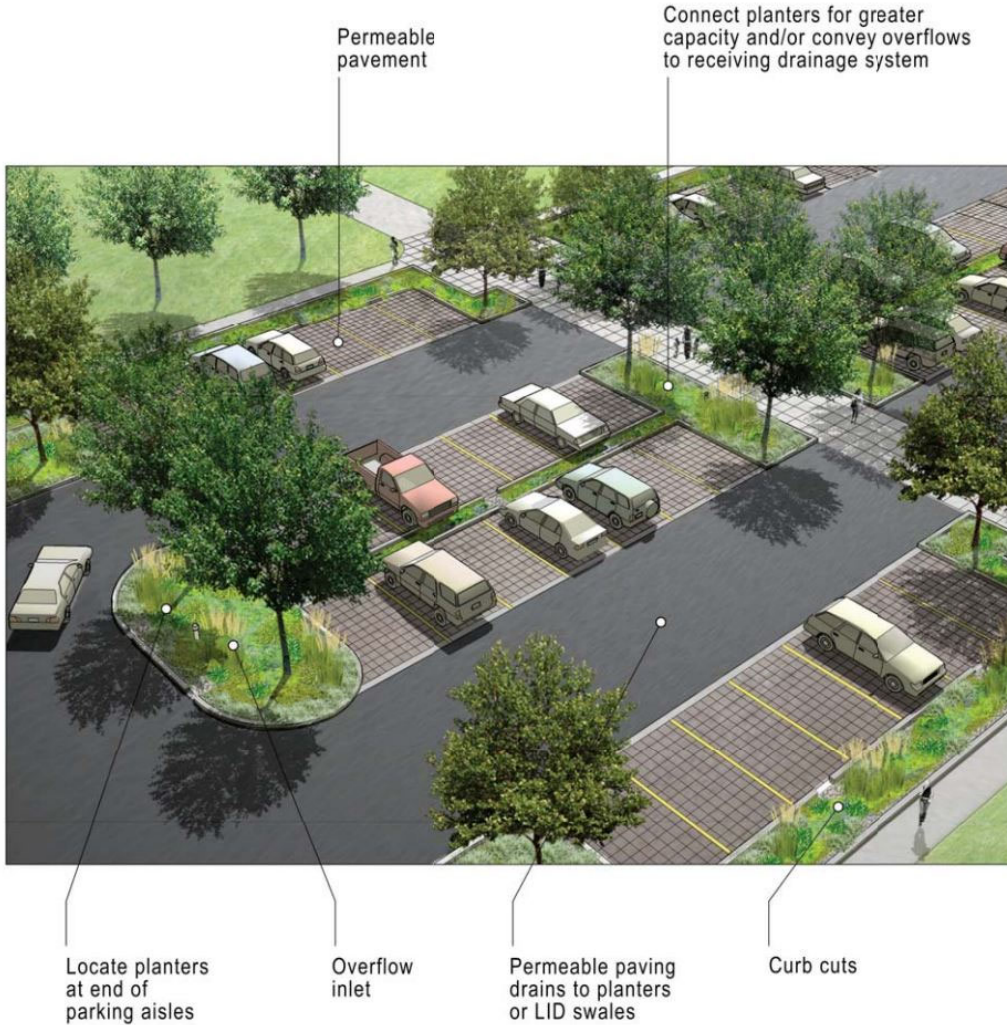 Permeable
pavement
Connect planters for greater
capacity and/or convey overflows
to receiving drainage system
Locate planters
at end of
parking aisles
Overflow
inlet
Permeable paving
drains to planters
or LID swales
Curb cuts